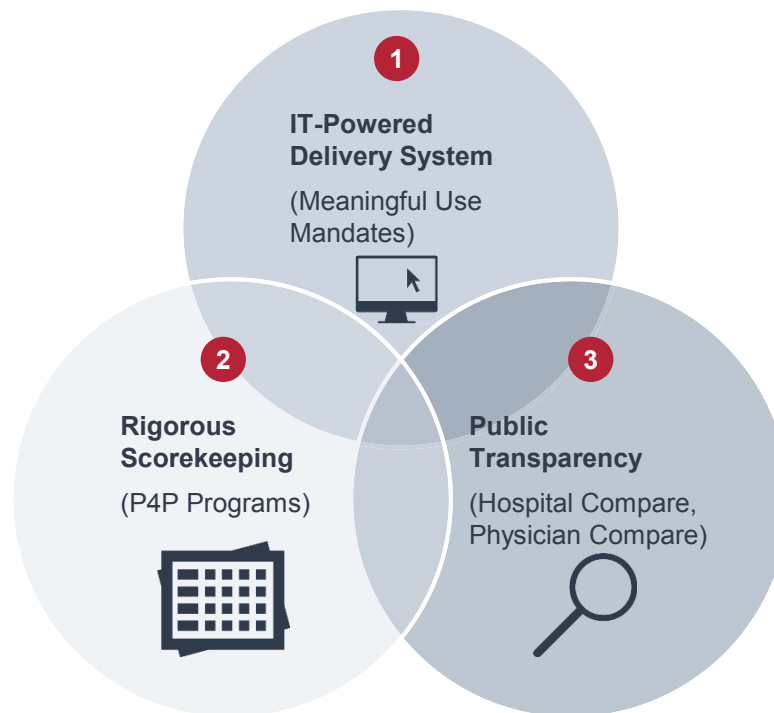 1
IT-Powered
Delivery System
(Meaningful Use
Mandates)
2
Rigorous
Scorekeeping
(P4P Programs)
3
Public
Transparency
(Hospital Compare,
Physician Compare)